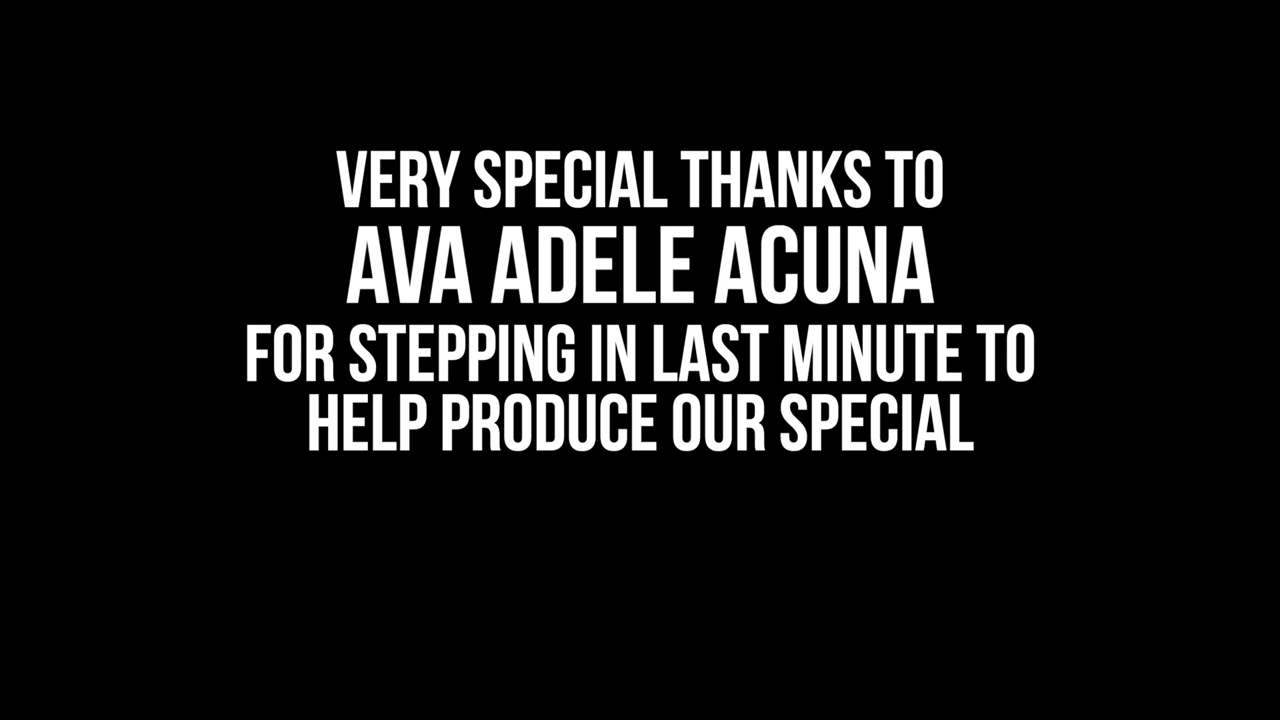 VERY SPECIAL THANKS TO
AVA ADELE ACUNA
FOR STEPPING IN LAST MINUTE TO
HELP PRODUCE OUR SPECIAL